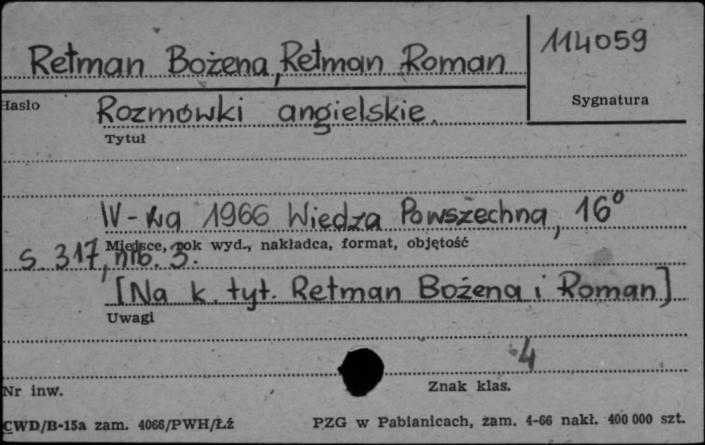 114059
Retman Bożena, Retman Roman
Hasło
Sygnatura
Rozmówki angielskie.
Tytuł
W-wa 1966 Wiedza Powszechna, 16°
Miejsce, rok wyd., nakładca, format, objętość
s 317, nlb. 3.
[Na k. tyt. Retman Bożena i Roman]
Uwagi
4
Nr inw.
Znak klas.
CWD/B-15a zam. 4066/PWH/Łź
PZG w Pabianicach, zam. 4-66 nakł. 400 000 szt.